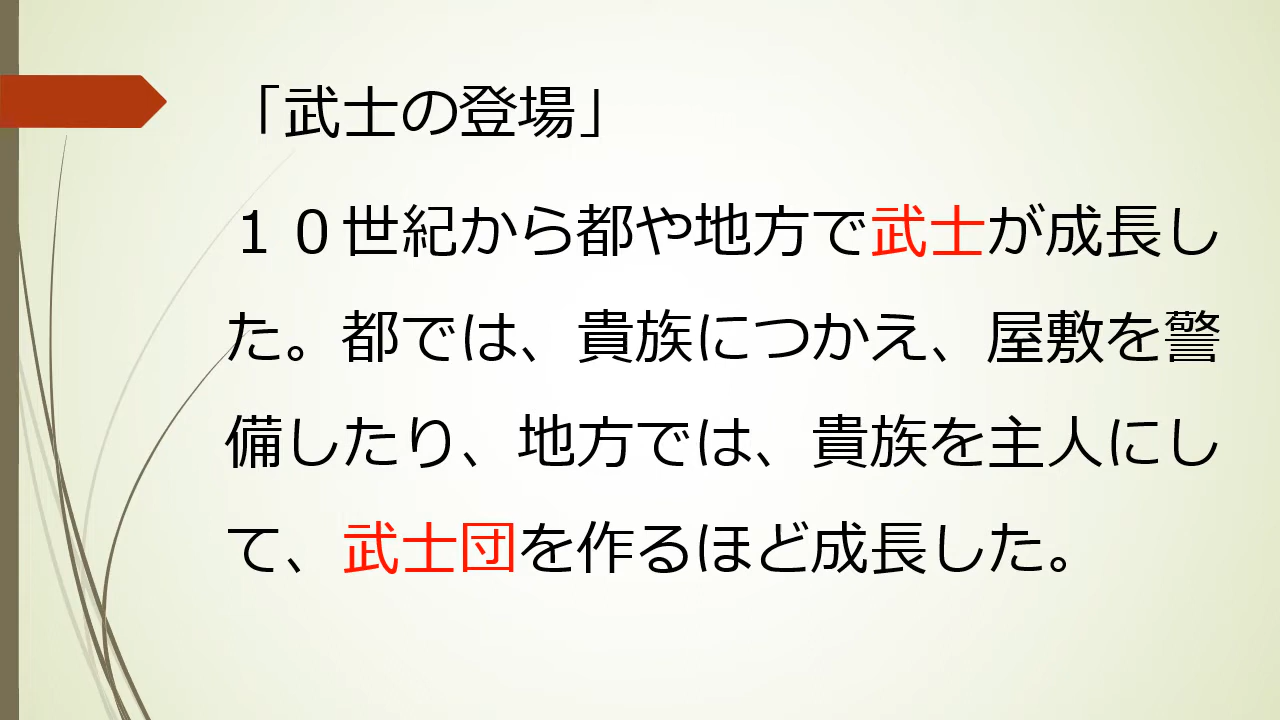 「武士の登場」
１０世紀から都や地方で武士が成長し
た。都では、貴族につかえ、屋敷を警
備したり、地方では、貴族を主人にし
て、武士団を作るほど成長した。